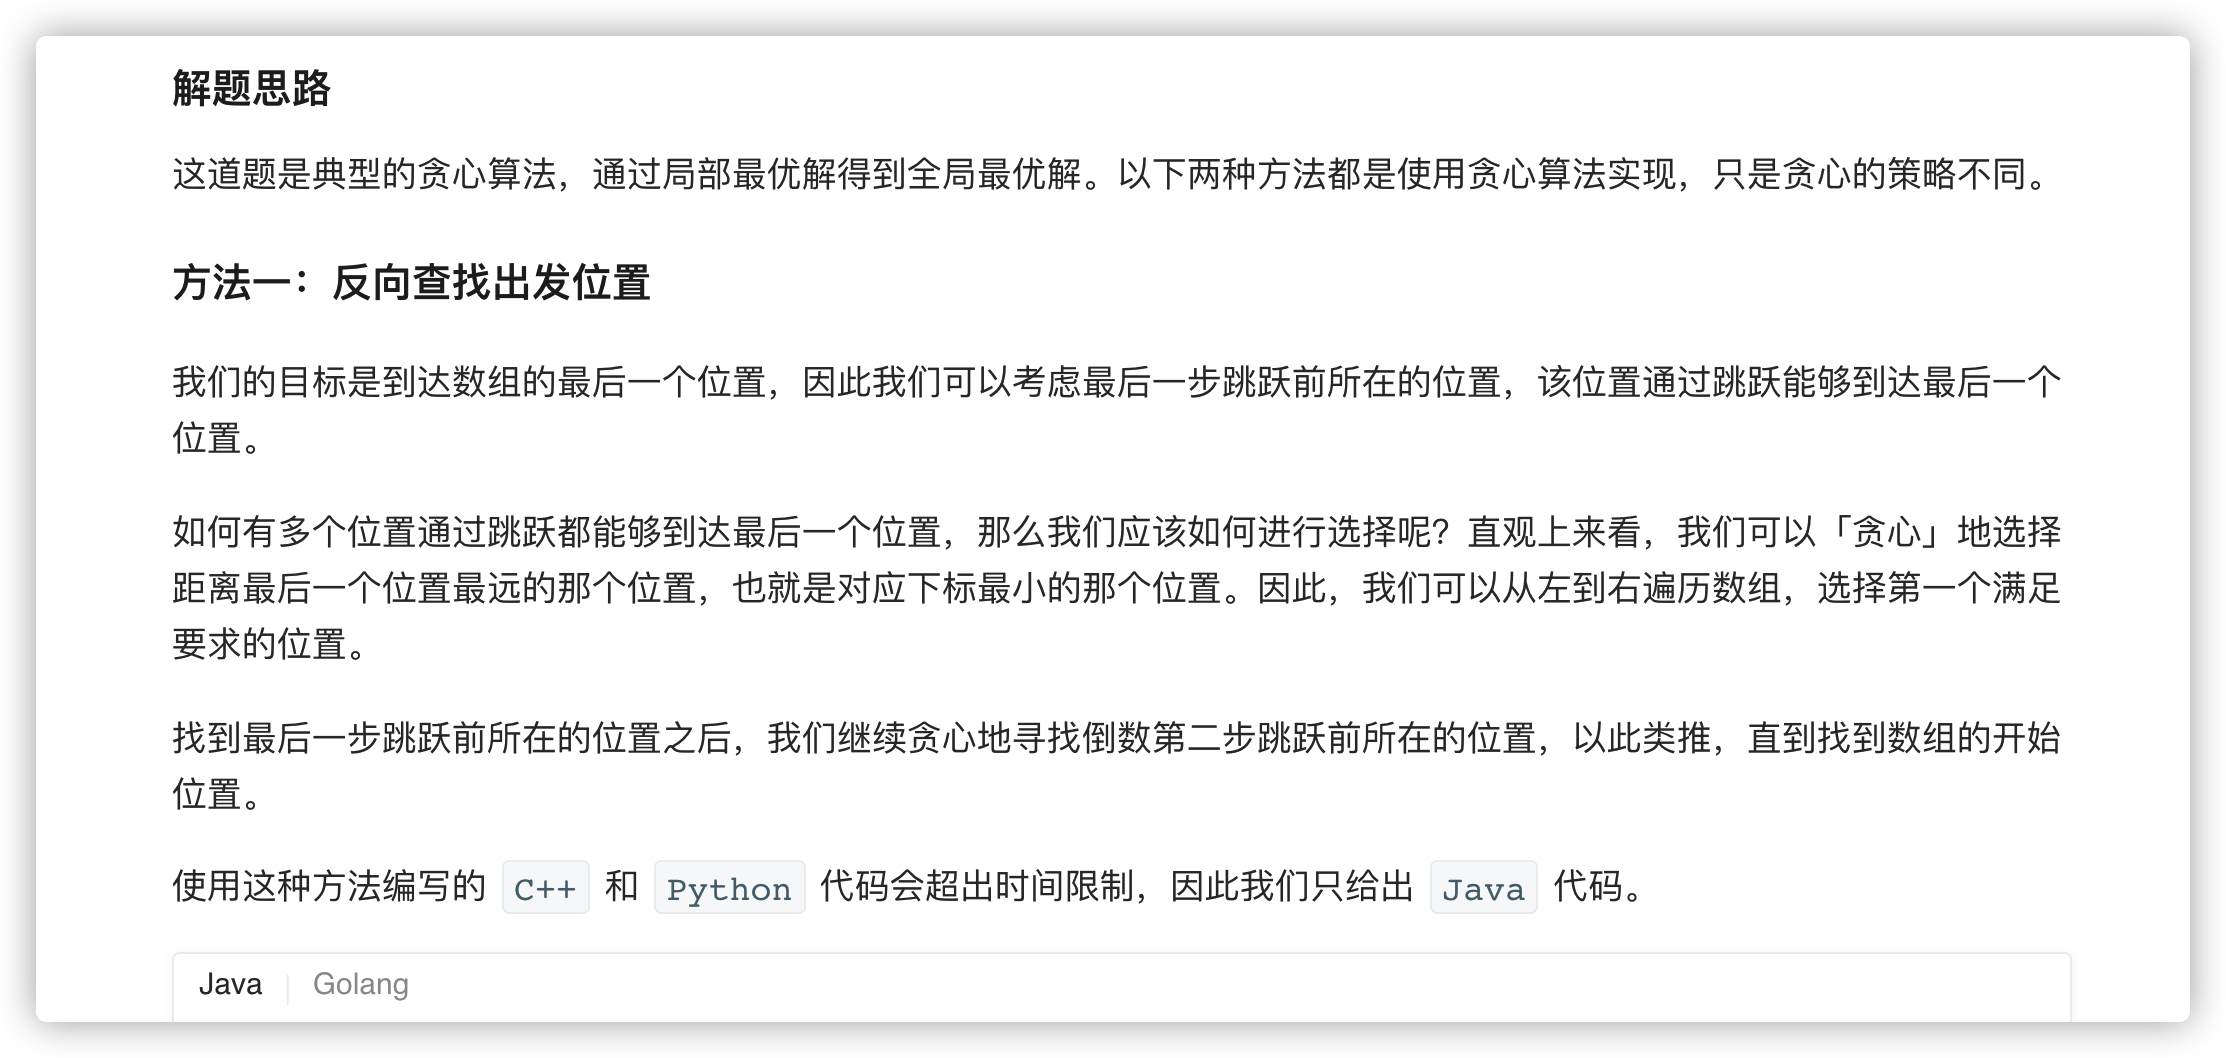 解题思路
这道题是典型的贪心算法，通过局部最优解得到全局最优解。以下两种方法都是使用贪心算法实现，只是贪心的策略不同。
方法一：反向查找出发位置
我们的目标是到达数组的最后一个位置，因此我们可以考虑最后一步跳跃前所在的位置，该位置通过跳跃能够到达最后一个
位置。
如何有多个位置通过跳跃都能够到达最后一个位置，那么我们应该如何进行选择呢？直观上来看，我们可以「贪心」地选择
距离最后一个位置最远的那个位置，也就是对应下标最小的那个位置。因此，我们可以从左到右遍历数组，选择第一个满足
要求的位置。
找到最后一步跳跃前所在的位置之后，我们继续贪心地寻找倒数第二步跳跃前所在的位置，以此类推，直到找到数组的开始
位置。
使用这种方法编写的 C++ 和 Python 代码会超出时间限制，因此我们只给出 Java 代码。
Java Golang